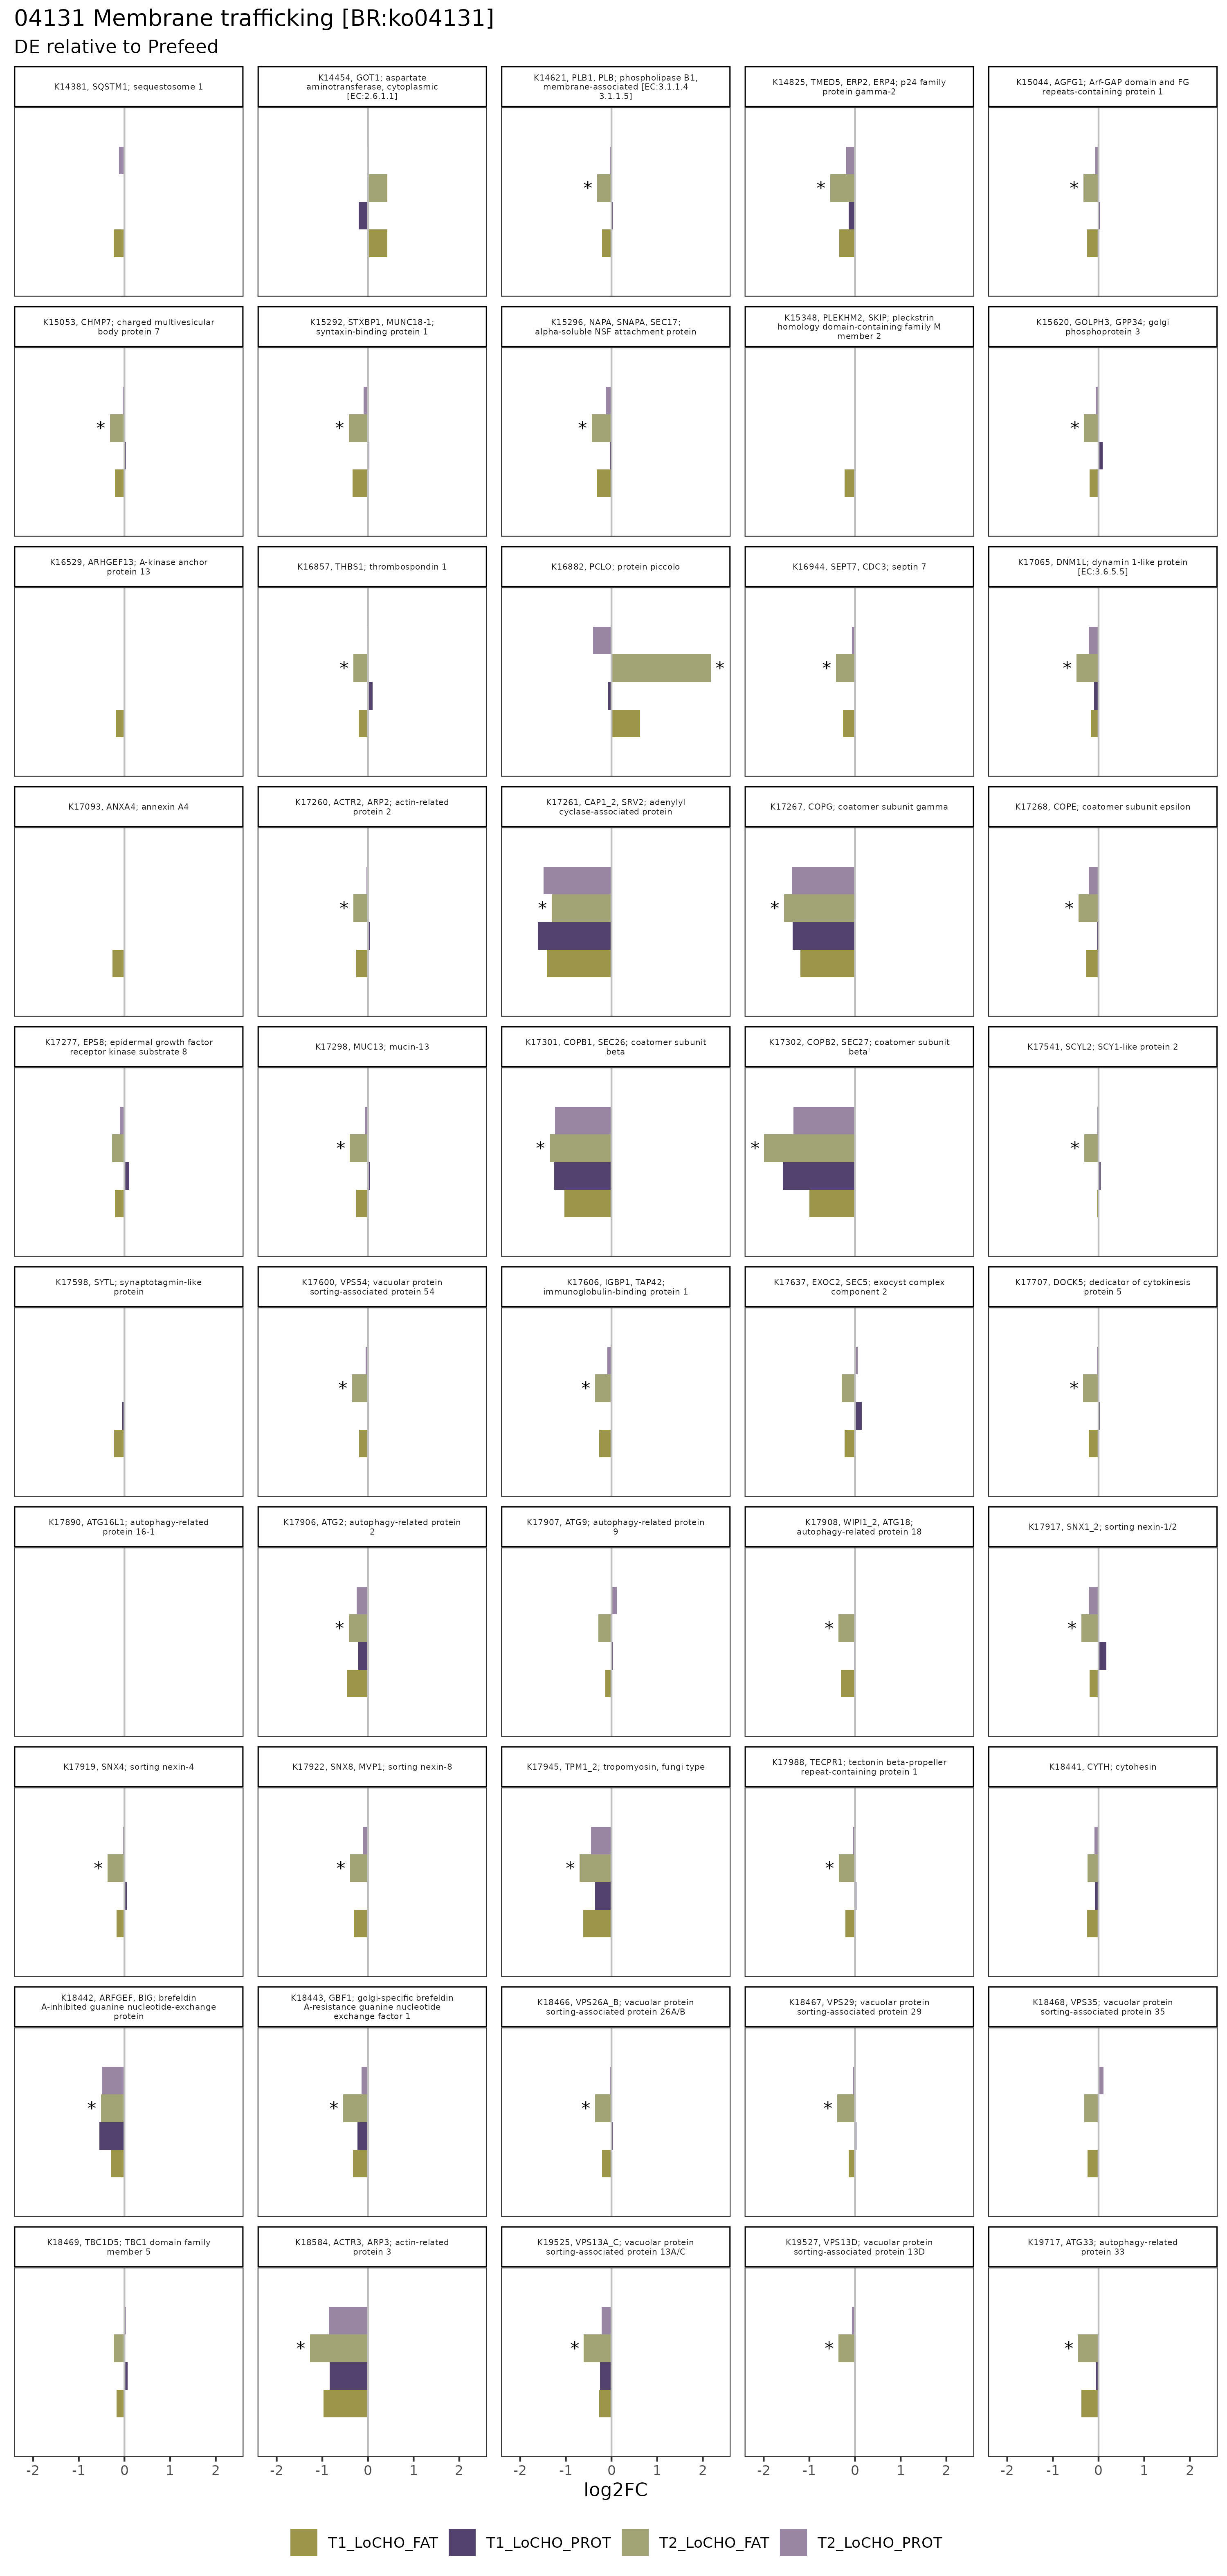 04131 Membrane trafficking [BR:ko04131]
DE relative to Prefeed
K14381, SQSTM1; sequestosome 1
K14454, GOT1; aspartate
aminotransferase, cytoplasmic
[EC:2.6.1.1]
K14621, PLB1, PLB; phospholipase B1,
membrane-associated [EC:3.1.1.4
3.1.1.5]
K14825, TMED5, ERP2, ERP4; p24 family
protein gamma-2
K15044, AGFG1; Arf-GAP domain and FG
repeats-containing protein 1
*
*
*
K15053, CHMP7; charged multivesicular
body protein 7
K15292, STXBP1, MUNC18-1;
syntaxin-binding protein 1
K15296, NAPA, SNAPA, SEC17;
alpha-soluble NSF attachment protein
K15348, PLEKHM2, SKIP; pleckstrin
homology domain-containing family M
member 2
K15620, GOLPH3, GPP34; golgi
phosphoprotein 3
*
*
*
*
K16529, ARHGEF13; A-kinase anchor
protein 13
K16857, THBS1; thrombospondin 1
K16882, PCLO; protein piccolo
K16944, SEPT7, CDC3; septin 7
K17065, DNM1L; dynamin 1-like protein
[EC:3.6.5.5]
*
*
*
*
K17093, ANXA4; annexin A4
K17260, ACTR2, ARP2; actin-related
protein 2
K17261, CAP1_2, SRV2; adenylyl
cyclase-associated protein
K17267, COPG; coatomer subunit gamma
K17268, COPE; coatomer subunit epsilon
*
*
*
*
K17277, EPS8; epidermal growth factor
receptor kinase substrate 8
K17298, MUC13; mucin-13
K17301, COPB1, SEC26; coatomer subunit
beta
K17302, COPB2, SEC27; coatomer subunit
beta'
K17541, SCYL2; SCY1-like protein 2
*
*
*
*
K17598, SYTL; synaptotagmin-like
protein
K17600, VPS54; vacuolar protein
sorting-associated protein 54
K17606, IGBP1, TAP42;
immunoglobulin-binding protein 1
K17637, EXOC2, SEC5; exocyst complex
component 2
K17707, DOCK5; dedicator of cytokinesis
protein 5
*
*
*
K17890, ATG16L1; autophagy-related
protein 16-1
K17906, ATG2; autophagy-related protein
2
K17907, ATG9; autophagy-related protein
9
K17908, WIPI1_2, ATG18;
autophagy-related protein 18
K17917, SNX1_2; sorting nexin-1/2
*
*
*
K17919, SNX4; sorting nexin-4
K17922, SNX8, MVP1; sorting nexin-8
K17945, TPM1_2; tropomyosin, fungi type
K17988, TECPR1; tectonin beta-propeller
repeat-containing protein 1
K18441, CYTH; cytohesin
*
*
*
*
K18442, ARFGEF, BIG; brefeldin
A-inhibited guanine nucleotide-exchange
protein
K18443, GBF1; golgi-specific brefeldin
A-resistance guanine nucleotide
exchange factor 1
K18466, VPS26A_B; vacuolar protein
sorting-associated protein 26A/B
K18467, VPS29; vacuolar protein
sorting-associated protein 29
K18468, VPS35; vacuolar protein
sorting-associated protein 35
*
*
*
*
K18469, TBC1D5; TBC1 domain family
member 5
K18584, ACTR3, ARP3; actin-related
protein 3
K19525, VPS13A_C; vacuolar protein
sorting-associated protein 13A/C
K19527, VPS13D; vacuolar protein
sorting-associated protein 13D
K19717, ATG33; autophagy-related
protein 33
*
*
*
*
-2 -1 0 1 2
-2 -1 0 1 2
-2 -1 0 1 2
-2 -1 0 1 2
-2 -1 0 1 2
log2FC
T1_LoCHO_FAT T1_LoCHO_PROT T2_LoCHO_FAT T2_LoCHO_PROT